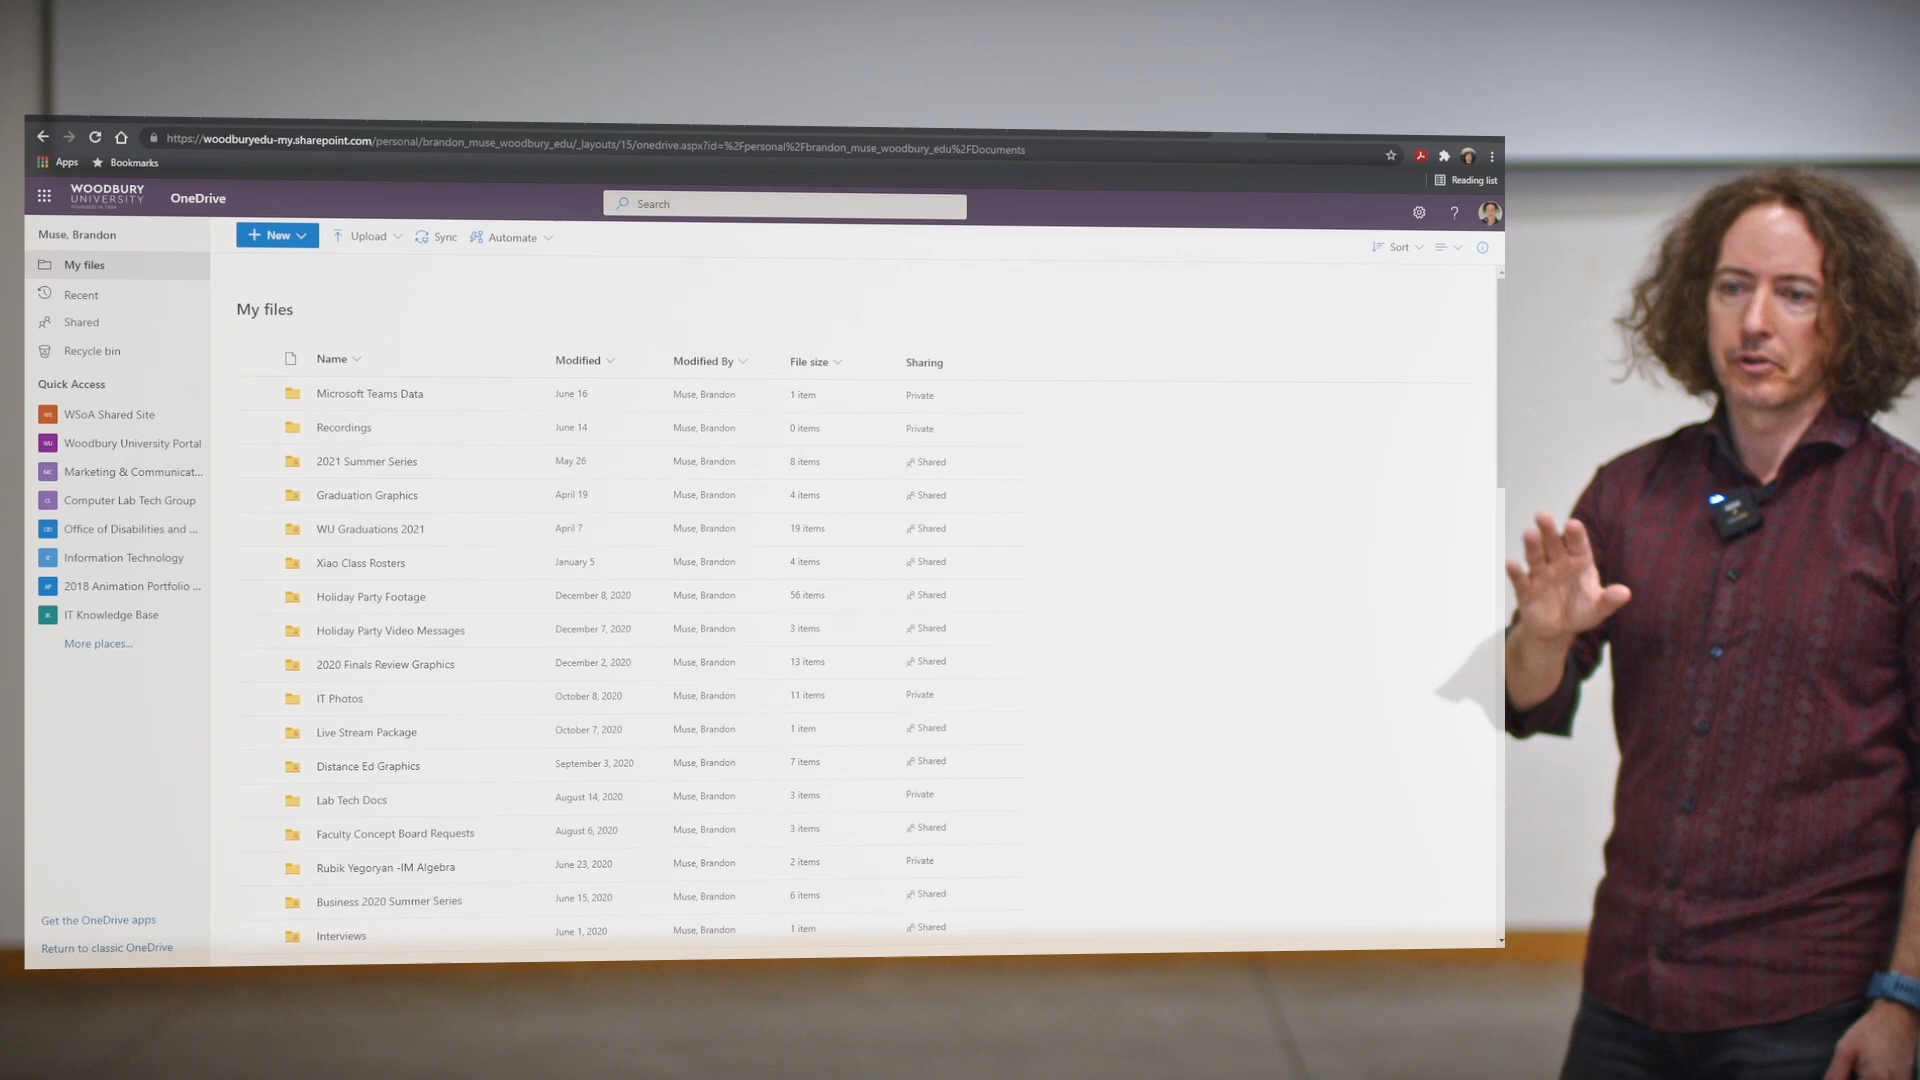 https://woodburyedu-my.sharepoint.com/personal/brandon_muse_woodbury_edu/_layouts/15/onedrive.aspx?id=%2Fpersonal%2Fbrandon_muse_woodbury_edu%2FDocuments
Apps Bookmarks
Reading list
WOODBURY
UNIVERSITY
OneDrive
Search
?
Muse, Brandon
New Upload Sync Automate
Sort
My files
Recent
Shared
Recycle bin
Quick Access
WS WSoA Shared Site
WU Woodbury University Portal
MC Marketing & Communicat...
CL Computer Lab Tech Group
Office of Disabilities and ...
IT Information Technology
AP 2018 Animation Portfolio ...
IT Knowledge Base
More places...
Get the OneDrive apps
Return to classic OneDrive
My files
Name Modified Modified By File size Sharing
Microsoft Teams Data June 16 Muse, Brandon 1 item Private
Recordings June 14 Muse, Brandon 0 items Private
2021 Summer Series May 26 Muse, Brandon 8 items Shared
Graduation Graphics April 19 Muse, Brandon 4 items Shared
WU Graduations 2021 April 7 Muse, Brandon 19 items Shared
Xiao Class Rosters January 5 Muse, Brandon 4 items Shared
Holiday Party Footage December 8, 2020 Muse, Brandon 56 items Shared
Holiday Party Video Messages December 7, 2020 Muse, Brandon 3 items Shared
2020 Finals Review Graphics December 2, 2020 Muse, Brandon 13 items Shared
IT Photos October 8, 2020 Muse, Brandon 11 items Private
Live Stream Package October 7, 2020 Muse, Brandon 1 item Shared
Distance Ed Graphics September 3, 2020 Muse, Brandon 7 items Shared
Lab Tech Docs August 14, 2020 Muse, Brandon 3 items Private
Faculty Concept Board Requests August 6, 2020 Muse, Brandon 3 items Shared
Rubik Yegoryan -IM Algebra June 23, 2020 Muse, Brandon 2 items Private
Business 2020 Summer Series June 15, 2020 Muse, Brandon 6 items Shared
Interviews June 1, 2020 Muse, Brandon 1 item Shared